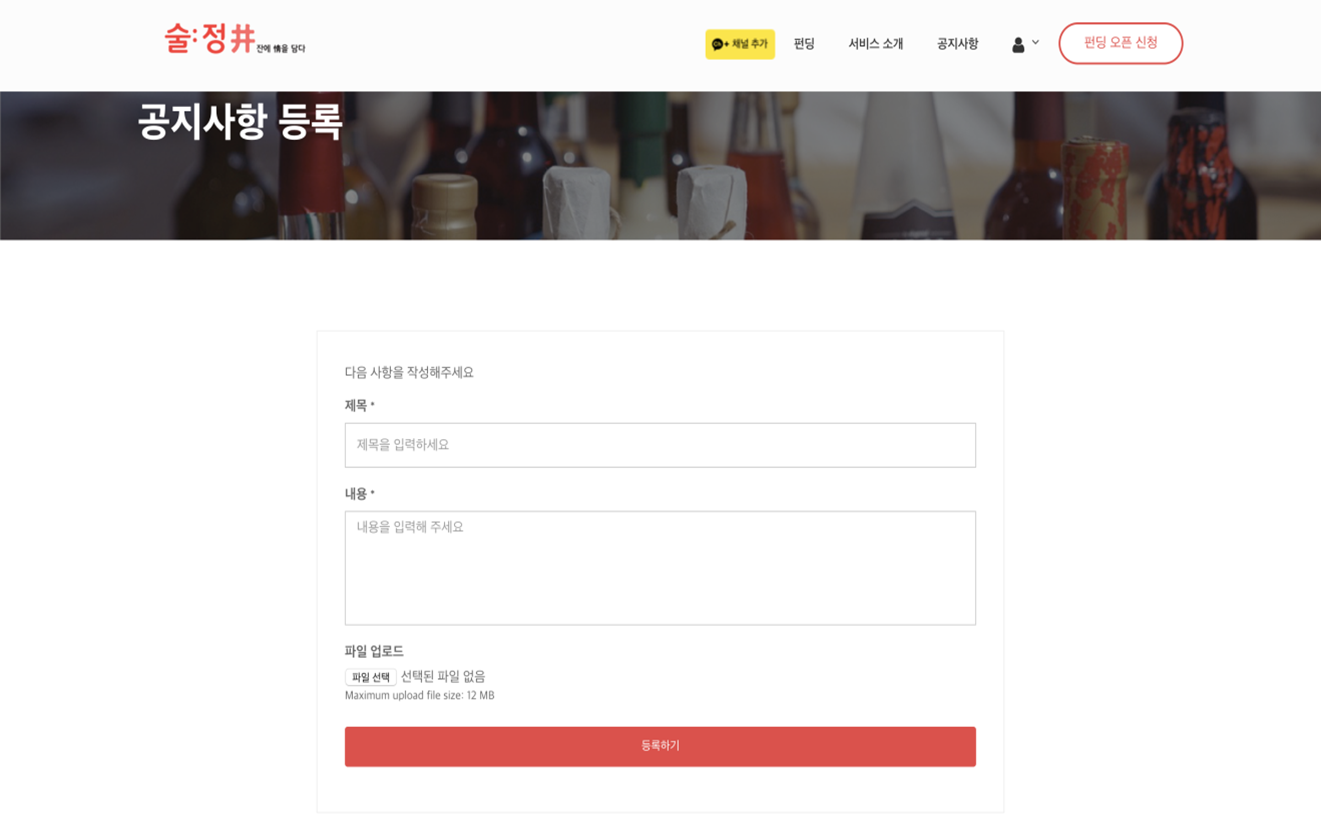 술:정井 잔에 情을 담다
Ch+ 채널 추가
펀딩
서비스 소개
공지사항
펀딩 오픈 신청
공지사항 등록
다음 사항을 작성해주세요
제목 *
제목을 입력하세요
내용 *
내용을 입력해 주세요
파일 업로드
파일 선택 선택된 파일 없음
Maximum upload file size: 12 MB
등록하기